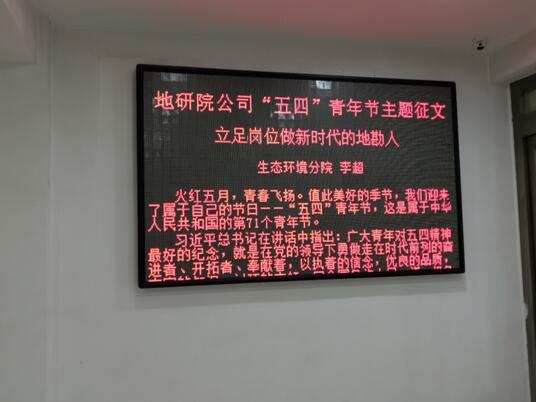 地研院公司“五四”青年节主题征文
立足岗位做新时代的地勘人
生态环境分院 李超
火红五月，青春飞扬。值此美好的季节，我们迎来
了属于自己的节日——“五四”青年节，这是属于中华
人民共和国的第71个青年节。
习近平总书记在讲话中指出：广大青年对五四精神
最好的纪念，就是在党的领导下勇做走在时代前列的奋
进者、开拓者、奉献者，以执着的信念，优良的品质，